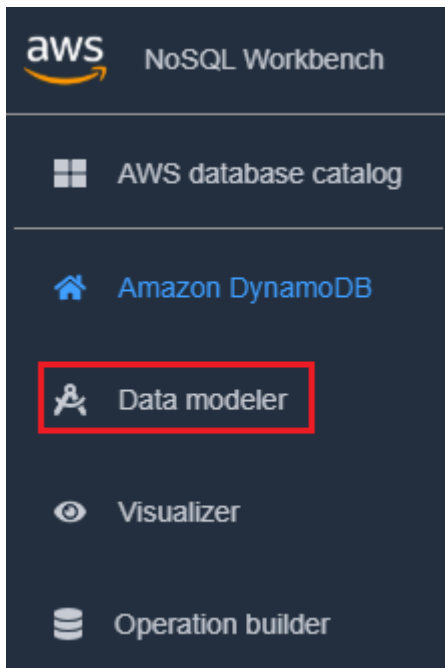 aws NoSQL Workbench
AWS database catalog
Amazon DynamoDB
Data modeler
Visualizer
Operation builder